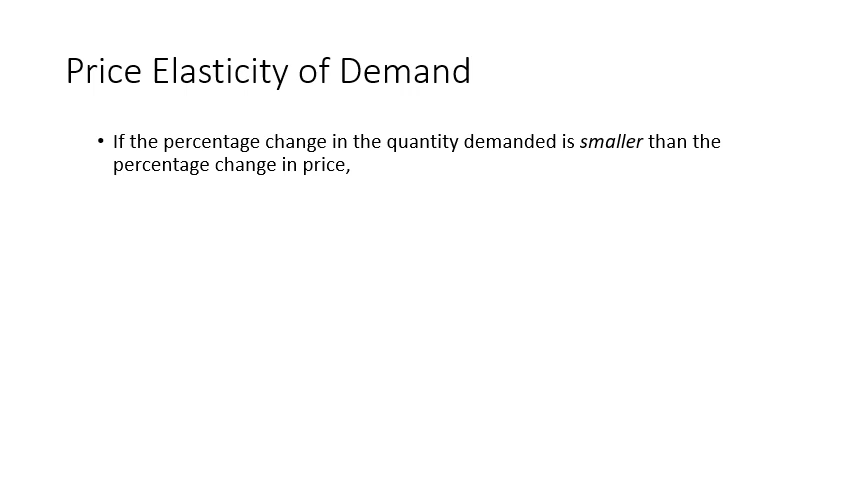 Price Elasticity of Demand
• If the percentage change in the quantity demanded is smaller than the
percentage change in price,